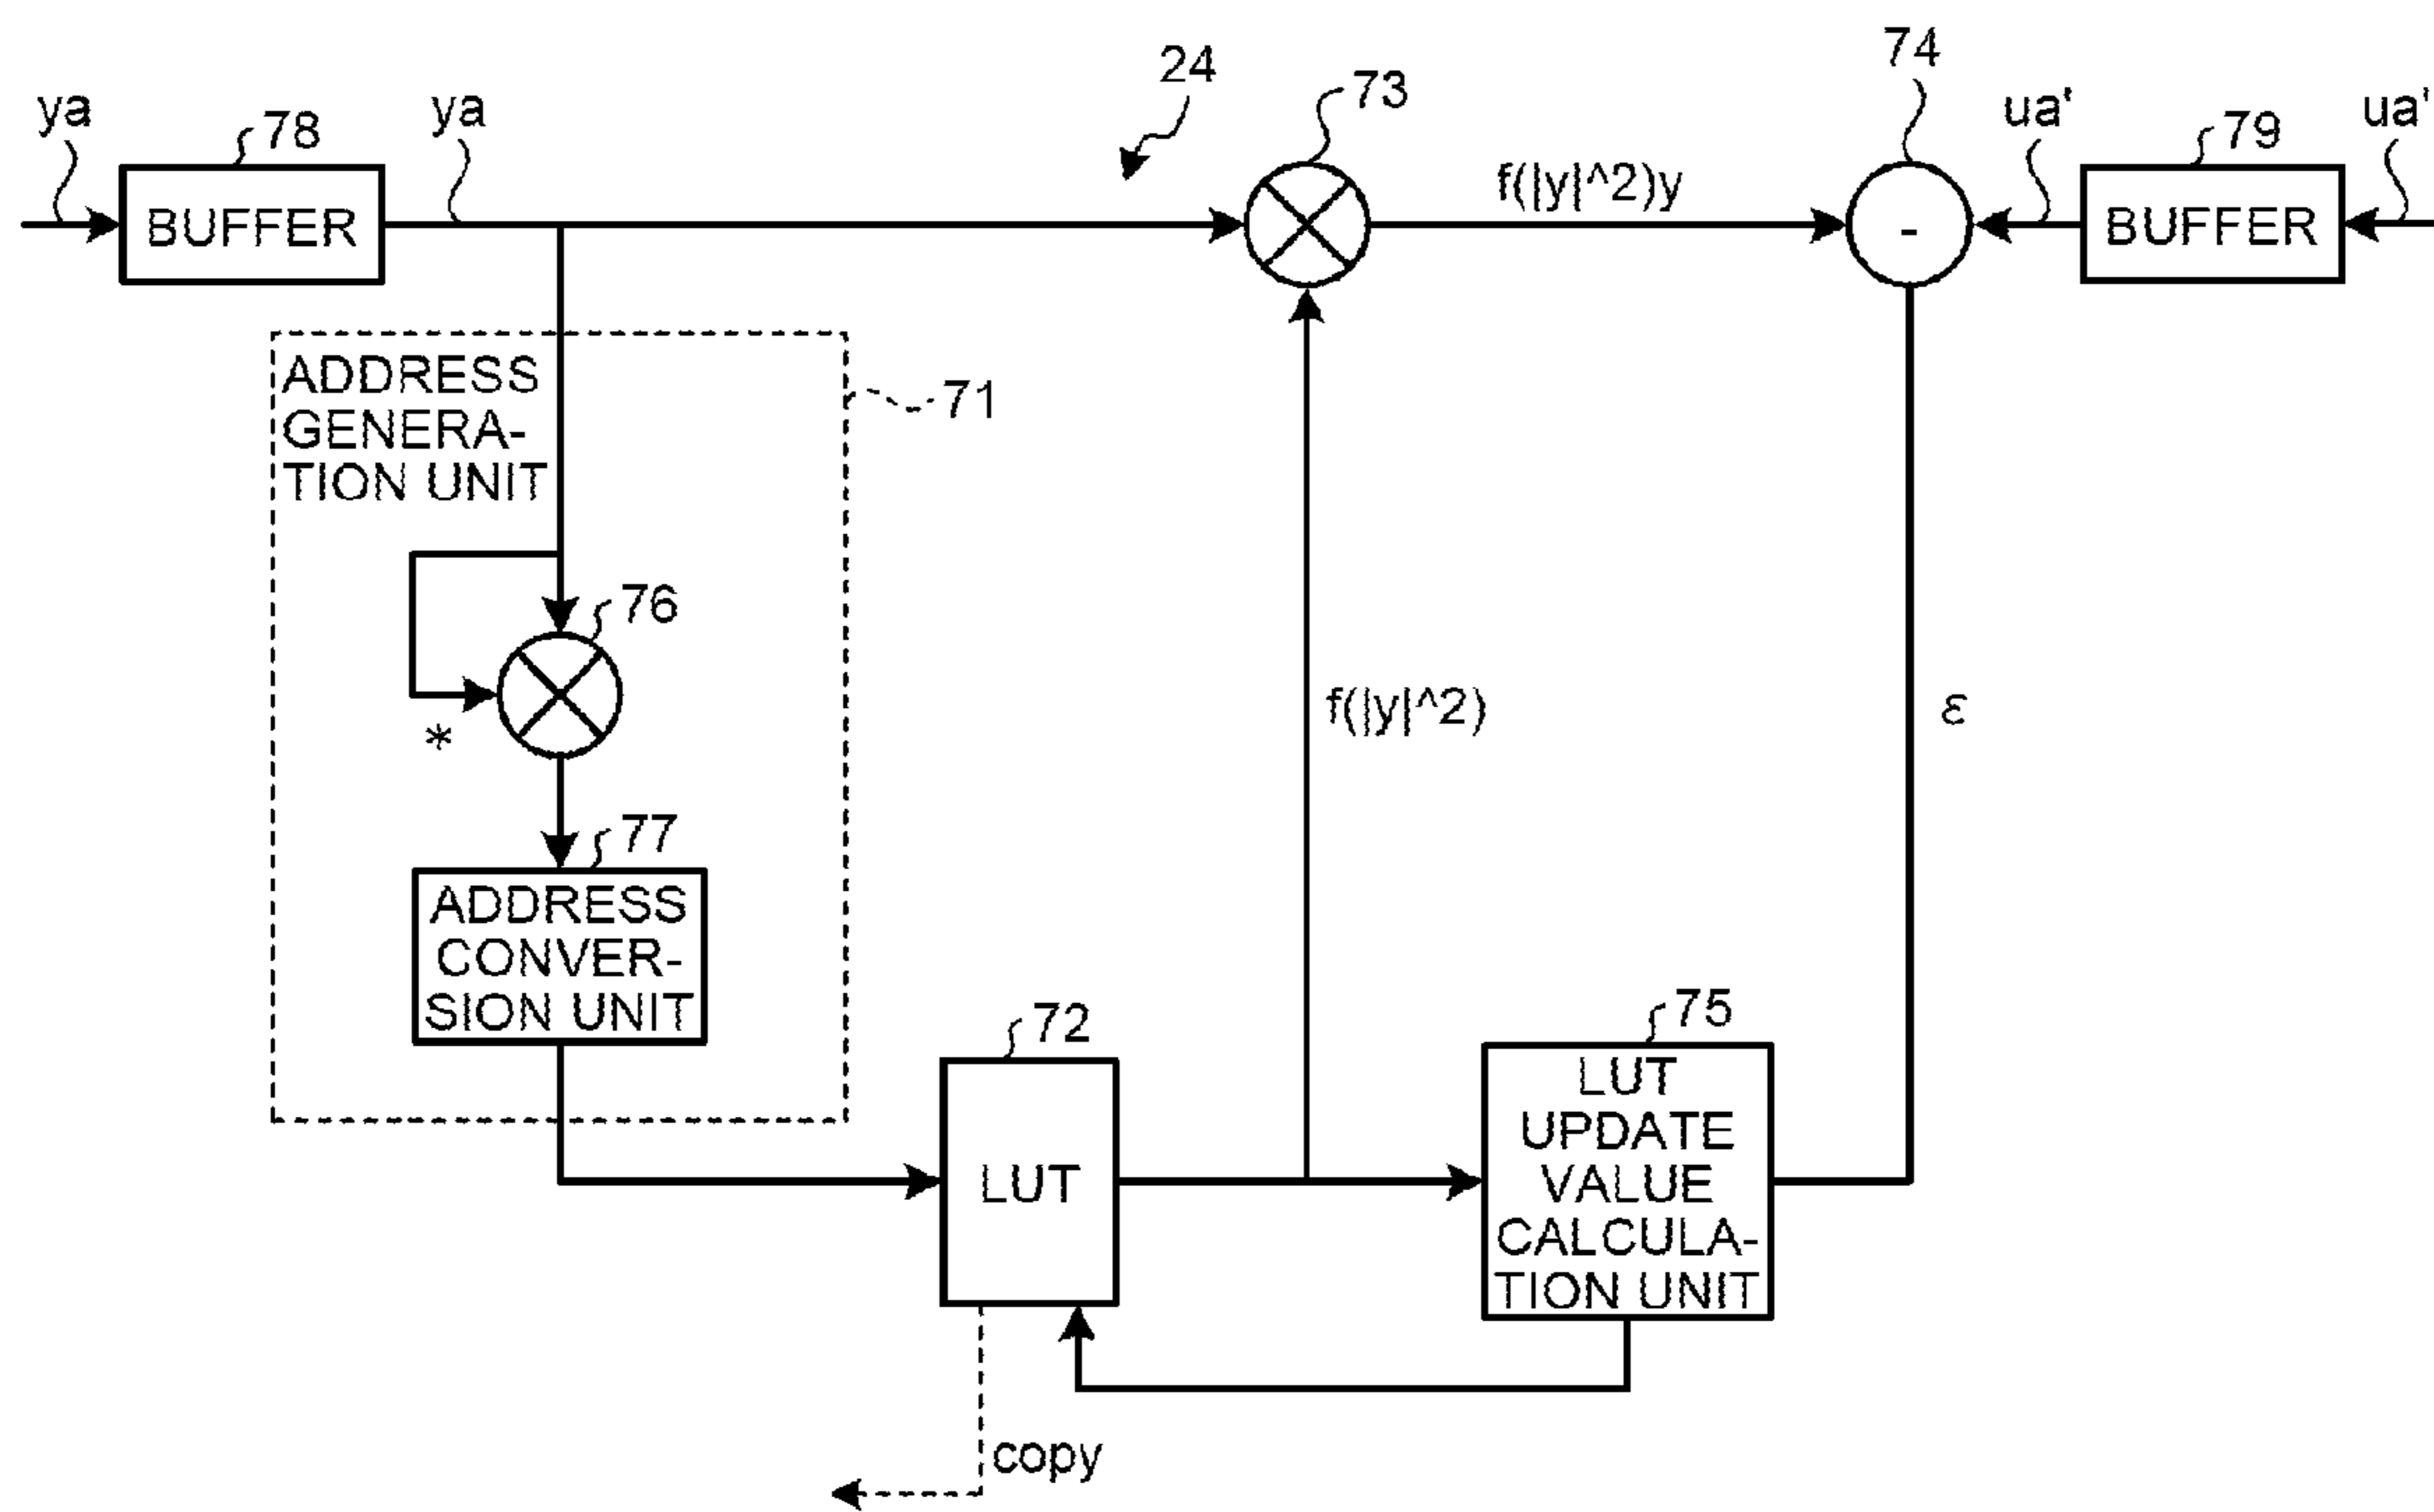 24
73
74
ya
78
ya
ua'
79
ua'
BUFFER
f(|y|^2)y
-
BUFFER
ADDRESS
GENERA-
TION UNIT
71
76
*
f(|y|^2)
ε
77
ADDRESS
CONVER-
SION UNIT
72
LUT
75
LUT
UPDATE
VALUE
CALCULA-
TION UNIT
copy